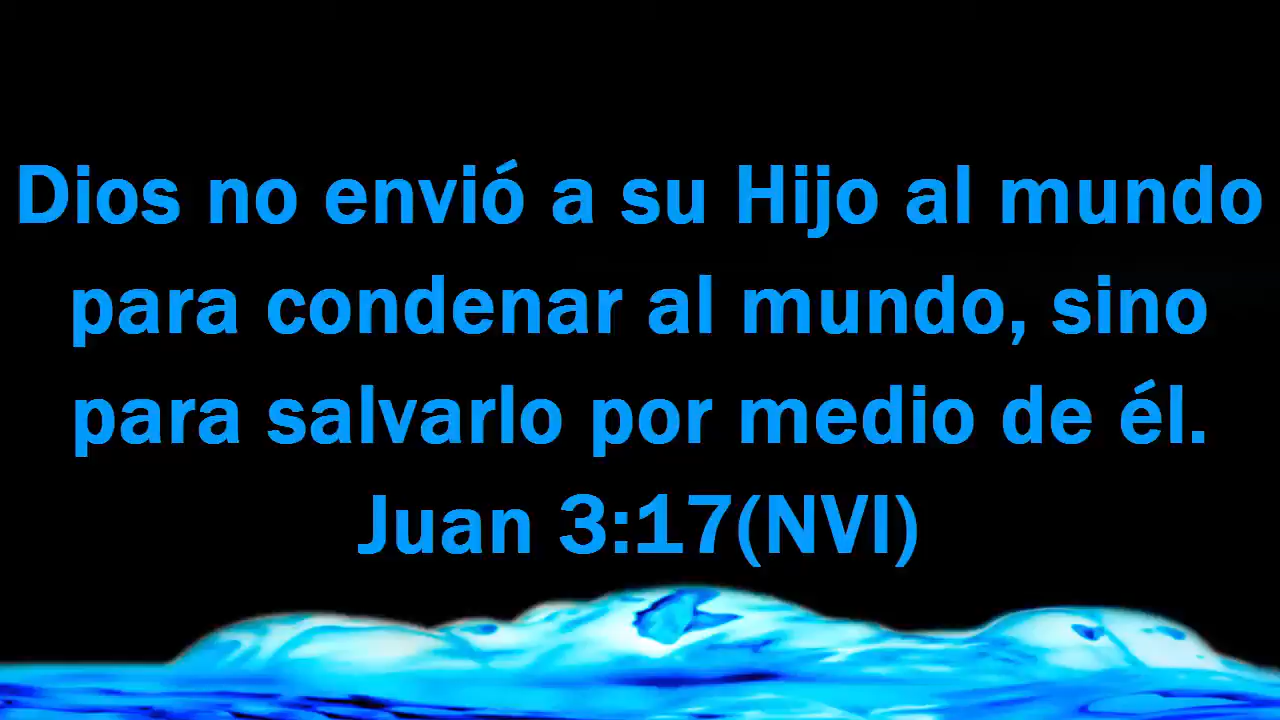 Dios no envió a su Hijo al mundo
para condenar al mundo, sino
para salvarlo por medio de él.
Juan 3:17(NVI)